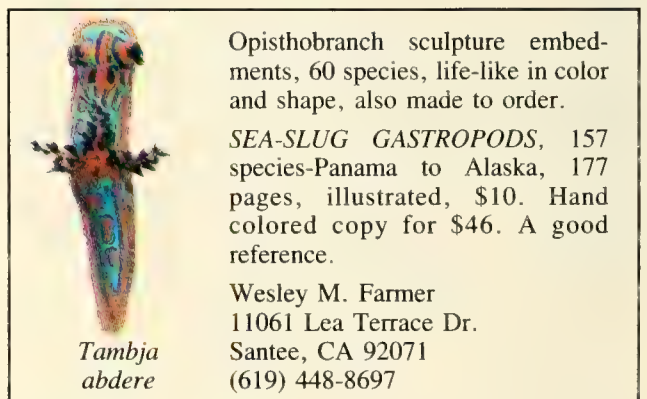 Opisthobranch sculpture embed-
ments, 60 species, life-like in color
and shape, also made to order.
SEA-SLUG GASTROPODS, 157
species-Panama to Alaska, 177
pages, illustrated, $10. Hand
colored copy for $46. A good
reference.
Wesley M. Farmer
11061 Lea Terrace Dr.
Santee, CA 92071
(619) 448-8697
Tambja
abdere